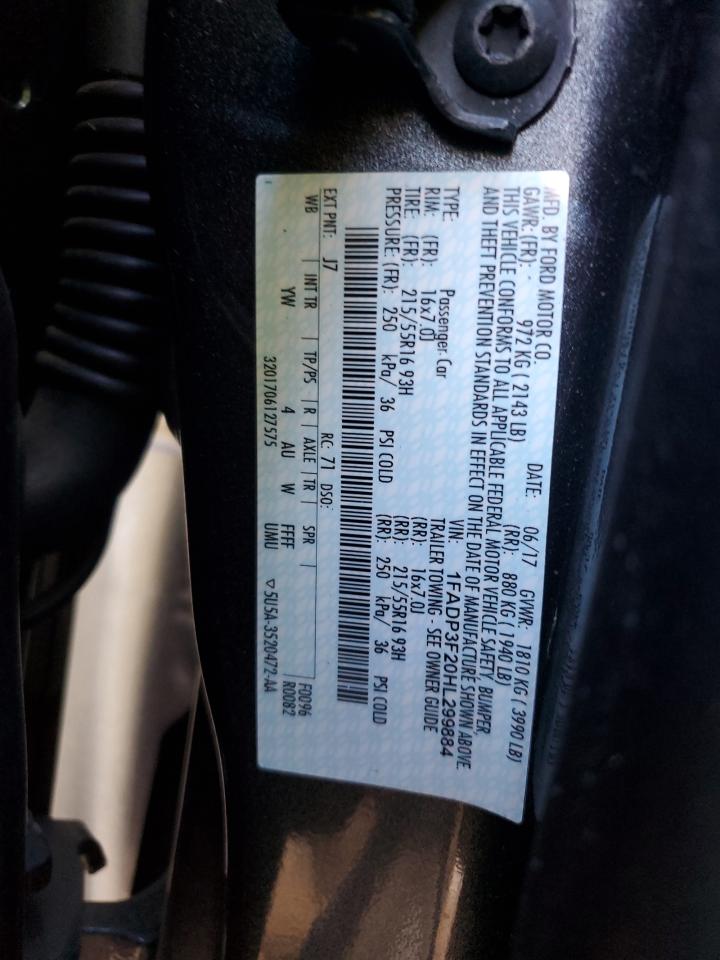 MFD. BY FORD MOTOR CO. DATE: 06/17 GVWR: 1810 KG ( 3990 LB)
GAWR: (FR): 972 KG ( 2143 LB) (RR): 880 KG ( 1940 LB)
THIS VEHICLE CONFORMS TO ALL APPLICABLE FEDERAL MOTOR VEHICLE SAFETY, BUMPER,
AND THEFT PREVENTION STANDARDS IN EFFECT ON THE DATE OF MANUFACTURE SHOWN ABOVE.
VIN: 1FADP3F20HL299884
TYPE: Passenger Car TRAILER TOWING - SEE OWNER GUIDE
RIM: (FR): 16x7.0J (RR): 16x7.0J
TIRE: (FR): 215/55R16 93H (RR): 215/55R16 93H
PRESSURE: (FR): 250 kPa/ 36 PSI COLD (RR): 250 kPa/ 36 PSI COLD
EXT PNT: J7 RC: 71 DSO: F0096
WB INT TR TP/PS R AXLE TR SPR R0082
YW 4 AU W FFFF
3201706127575 UMU ▽5U5A-3520472-AA